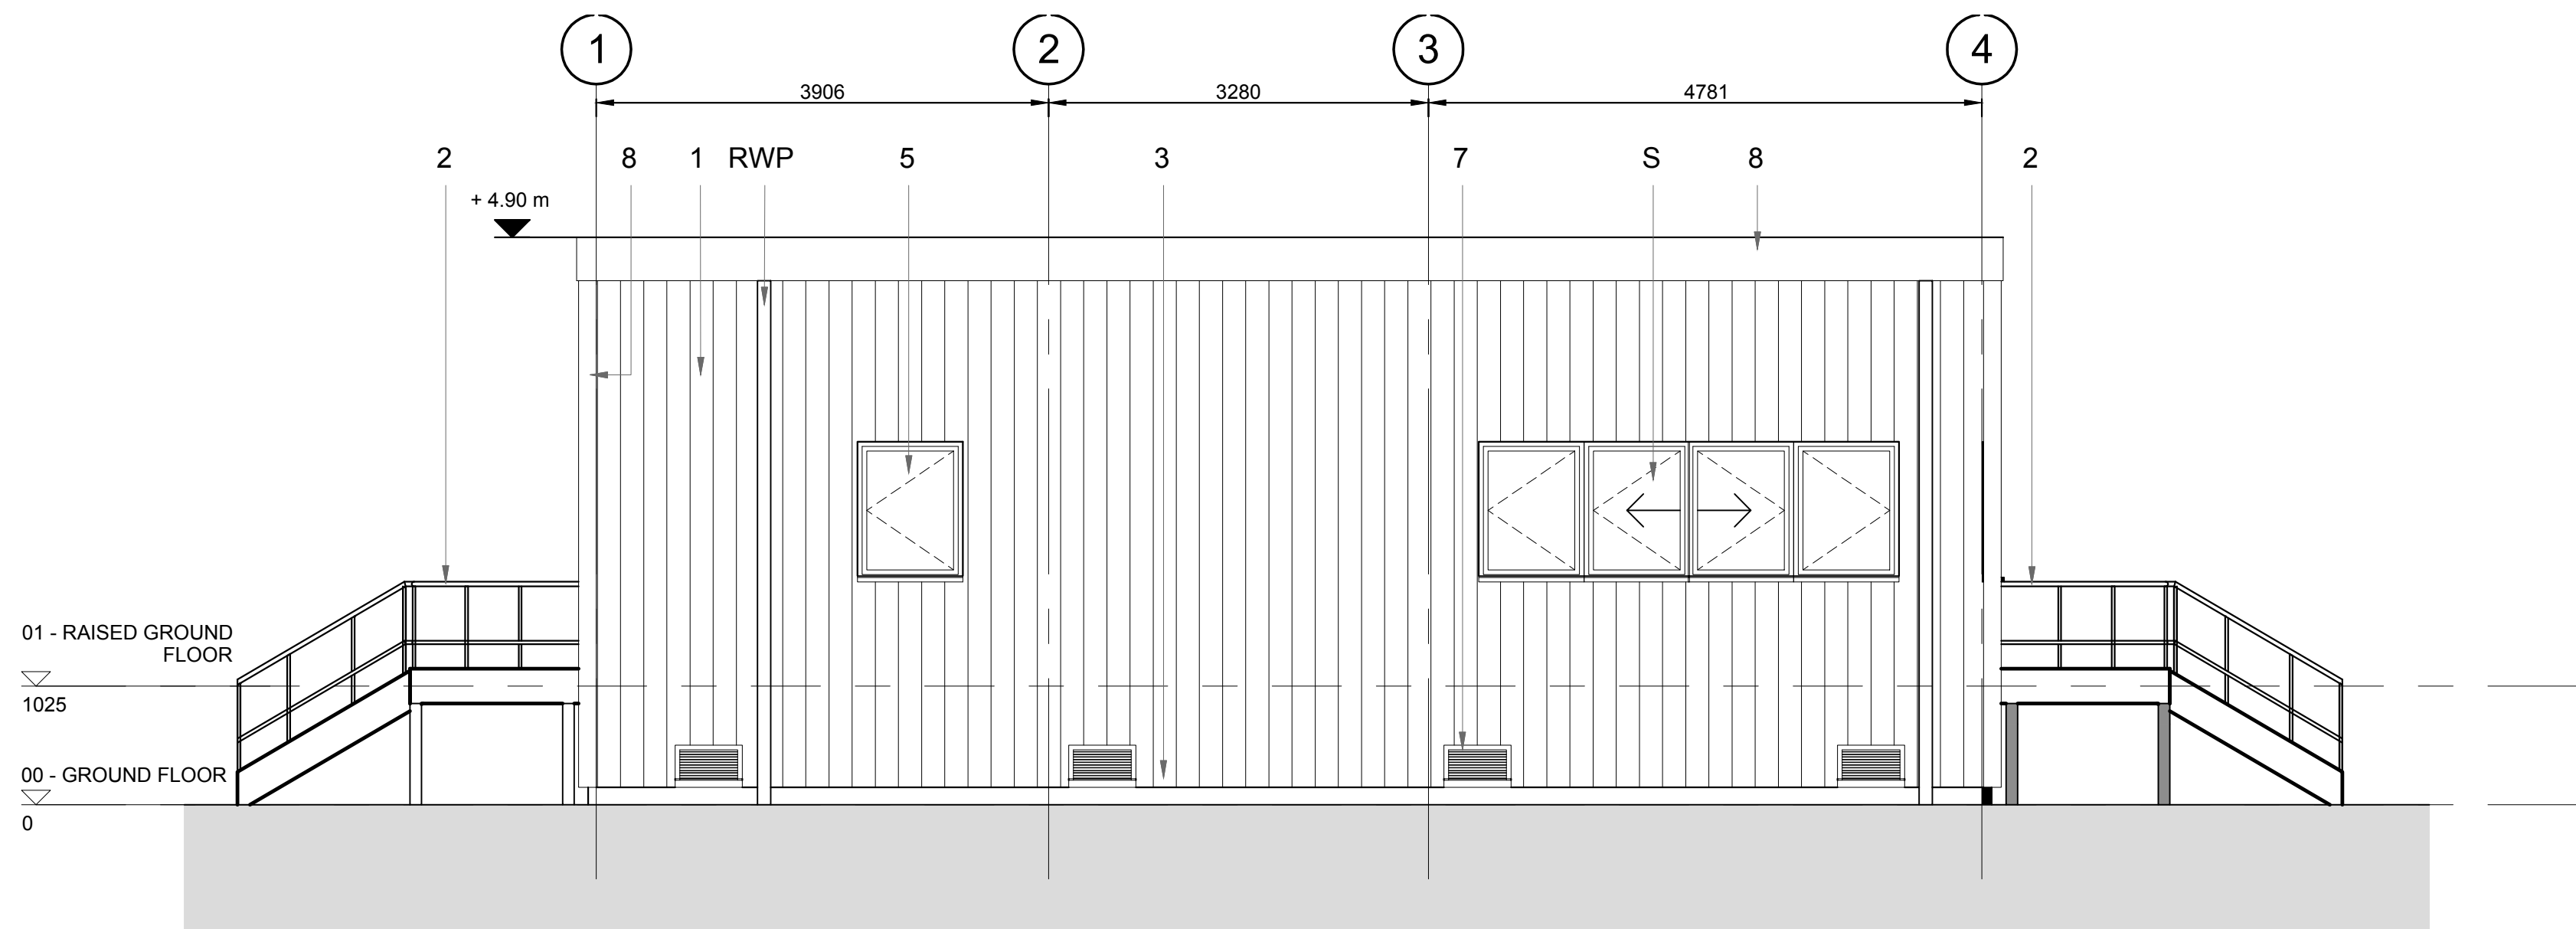 1 2 3 4
3906 3280 4781
2 8 1 RWP 5 3 7 S 8 2
+ 4.90 m
01 - RAISED GROUND
FLOOR
1025
00 - GROUND FLOOR
0